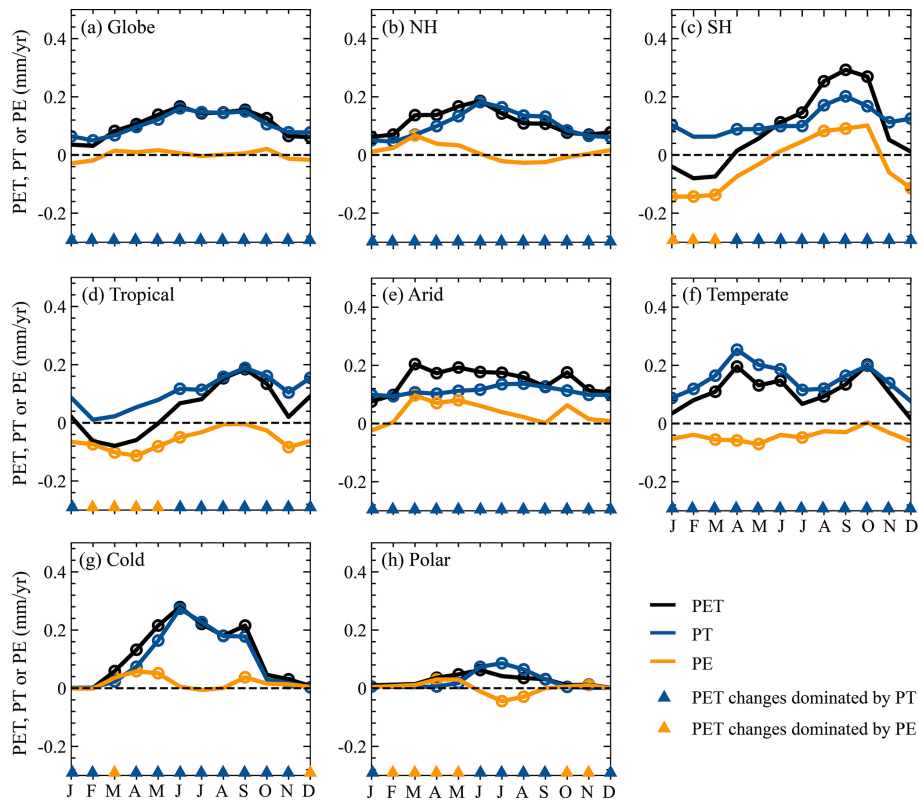 (a) Globe
(b) NH
(c) SH
PET, PT or PE (mm/yr)
0.4
0.2
0
-0.2
0.4
0.2
0
-0.2
0.4
0.2
0
-0.2
(d) Tropical
(e) Arid
(f) Temperate
PET, PT or PE (mm/yr)
0.4
0.2
0
-0.2
0.4
0.2
0
-0.2
0.4
0.2
0
-0.2
J F M A M J J A S O N D
(g) Cold
(h) Polar
PET, PT or PE (mm/yr)
0.4
0.2
0
-0.2
0.4
0.2
0
-0.2
J F M A M J J A S O N D
J F M A M J J A S O N D
PET
PT
PE
PET changes dominated by PT
PET changes dominated by PE